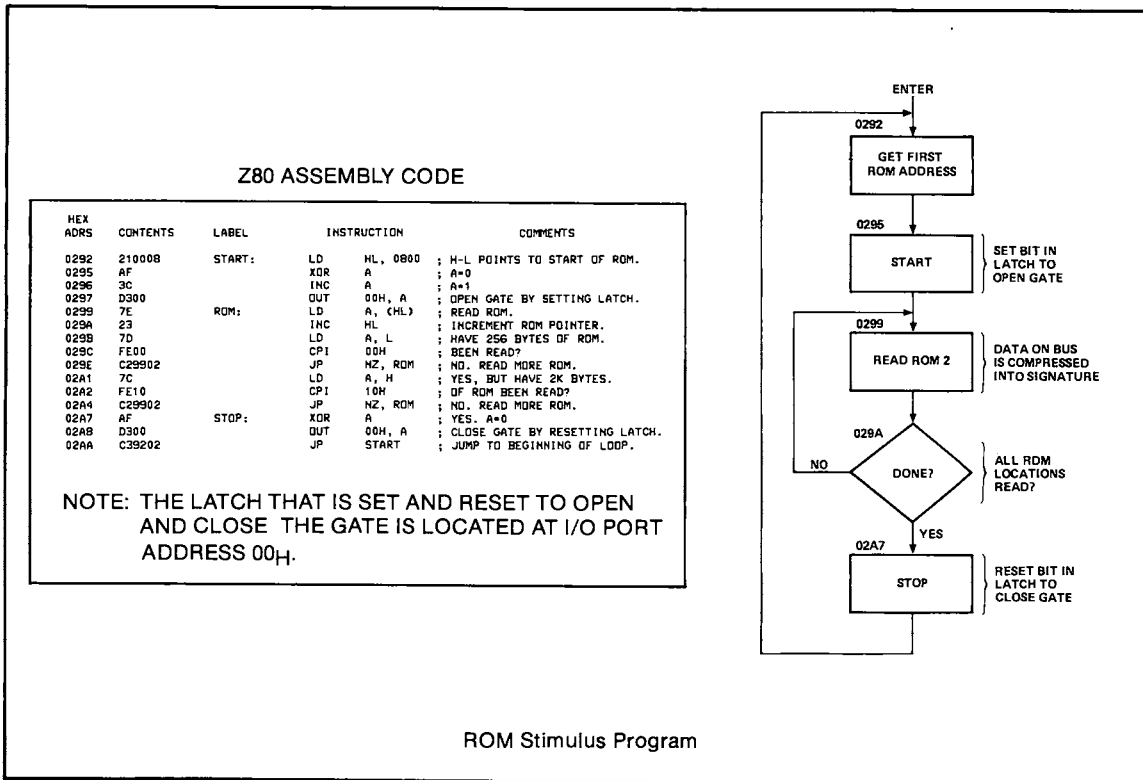 Z80 ASSEMBLY CODE
HEX
ADRS CONTENTS LABEL INSTRUCTION COMMENTS
0292 210008 START: LD HL, 0800 ; H-L POINTS TO START OF ROM.
0295 AF XOR A ; A=0
0296 3C INC A ; A=1
0297 D300 OUT 00H, A ; OPEN GATE BY SETTING LATCH.
0299 7E ROM: LD A, (HL) ; READ ROM.
029A 23 INC HL ; INCREMENT ROM POINTER.
029B 7D LD A, L ; HAVE 256 BYTES OF ROM.
029C FE00 CPI 00H ; BEEN READ?
029E C29902 JP NZ, ROM ; NO. READ MORE ROM.
02A1 7C LD A, H ; YES, BUT HAVE 2K BYTES.
02A2 FE10 CPI 10H ; OF ROM BEEN READ?
02A4 C29902 JP NZ, ROM ; NO. READ MORE ROM.
02A7 AF STOP: XOR A ; YES. A=0
02A8 D300 OUT 00H, A ; CLOSE GATE BY RESETTING LATCH.
02AA C39202 JP START ; JUMP TO BEGINNING OF LOOP.
NOTE: THE LATCH THAT IS SET AND RESET TO OPEN
AND CLOSE THE GATE IS LOCATED AT I/O PORT
ADDRESS 00H.
ENTER
0292
GET FIRST
ROM ADDRESS
0295
START
SET BIT IN
LATCH TO
OPEN GATE
0299
READ ROM 2
DATA ON BUS
IS COMPRESSED
INTO SIGNATURE
029A
NO
DONE?
ALL ROM
LOCATIONS
READ?
YES
02A7
STOP
RESET BIT IN
LATCH TO
CLOSE GATE
ROM Stimulus Program